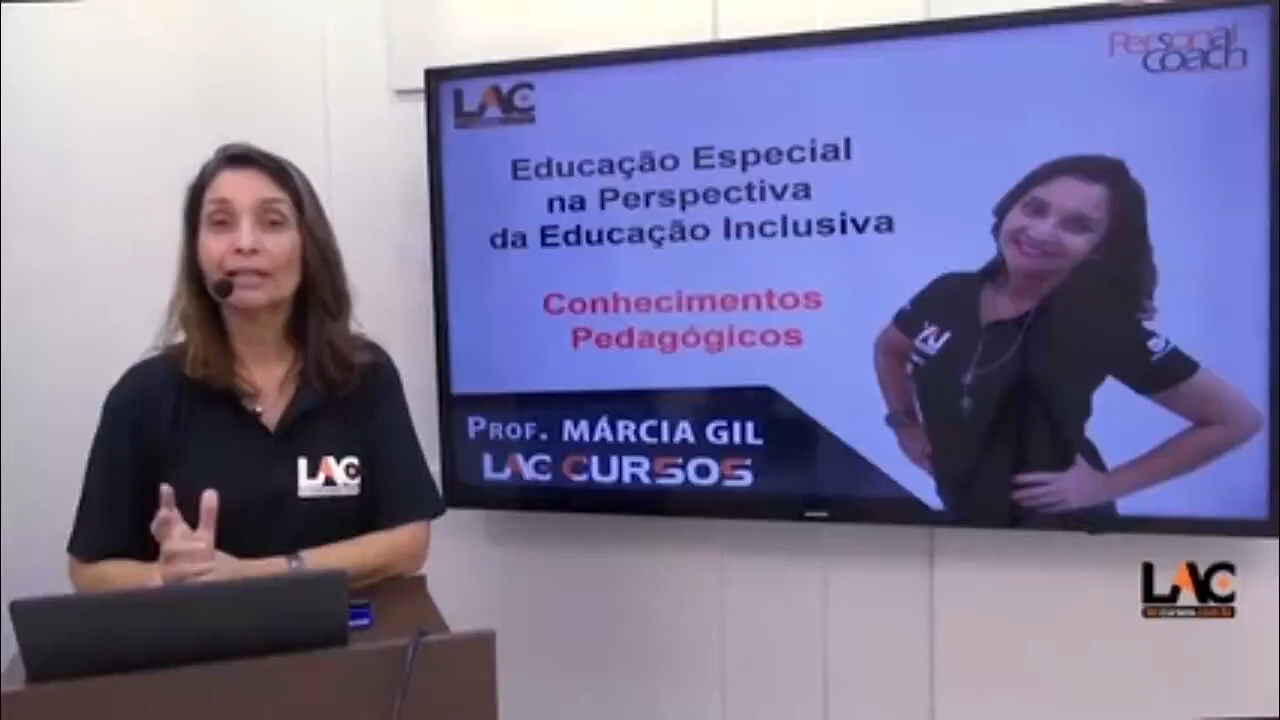 Personal
coach
LAC
Educação Especial
na Perspectiva
da Educação Inclusiva
Conhecimentos
Pedagógicos
PROF. MÁRCIA GIL
LAC CURSOS
LAC
LAC